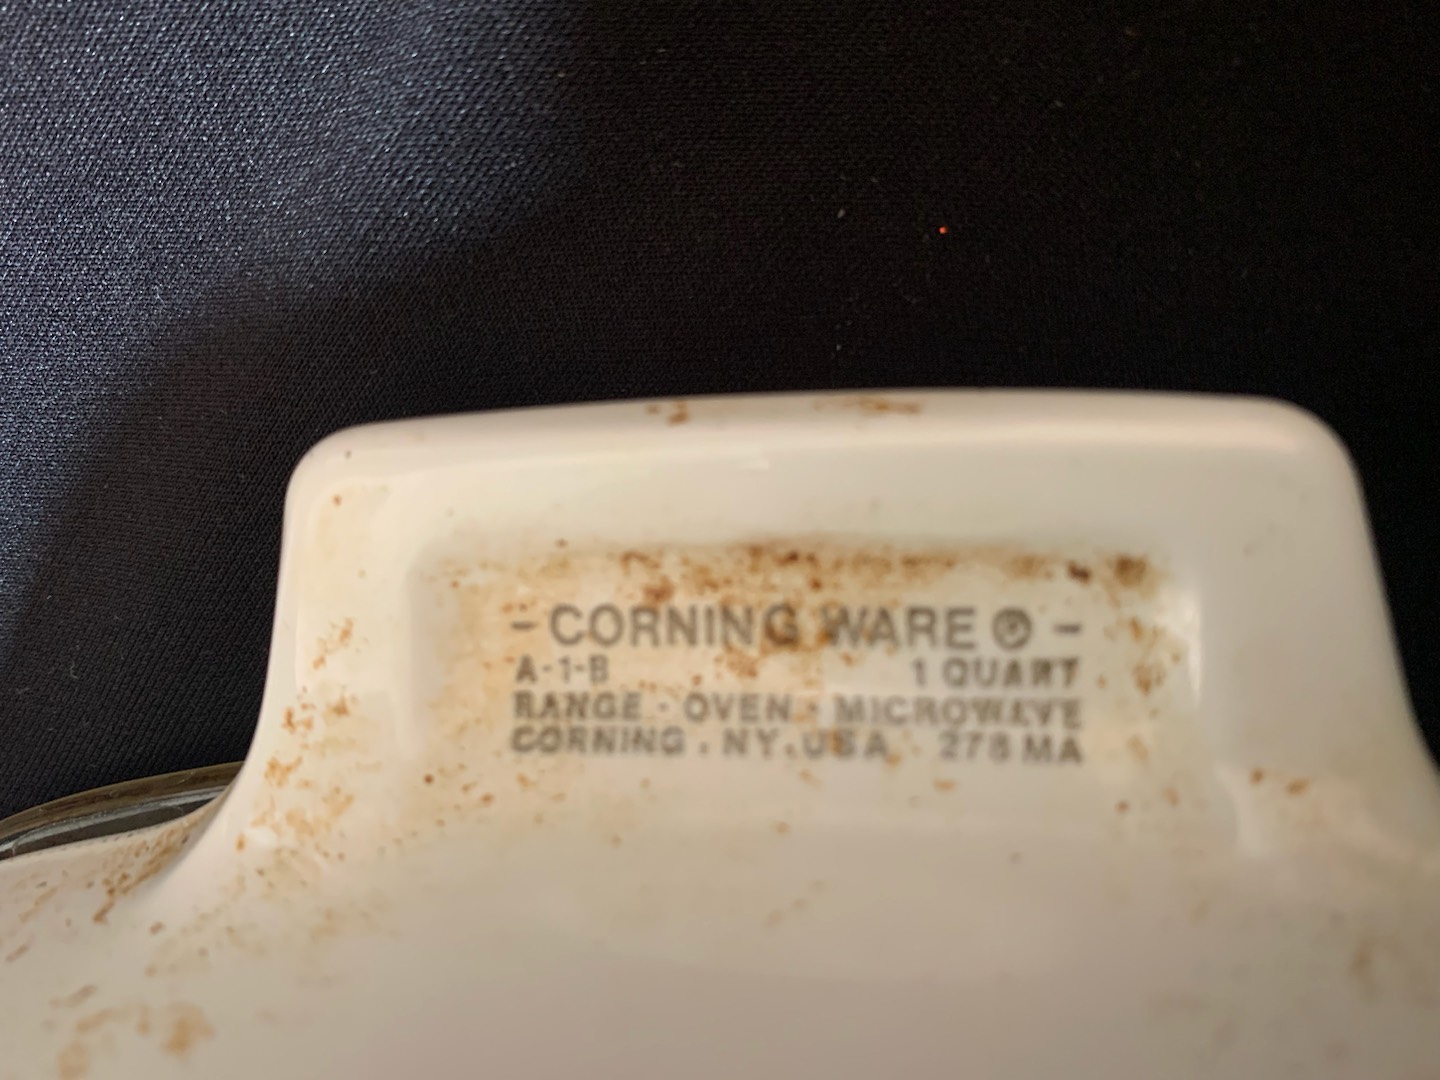 - CORNING WARE ® -
A-1-B 1 QUART
RANGE · OVEN · MICROWAVE
CORNING . NY. USA 278 MA